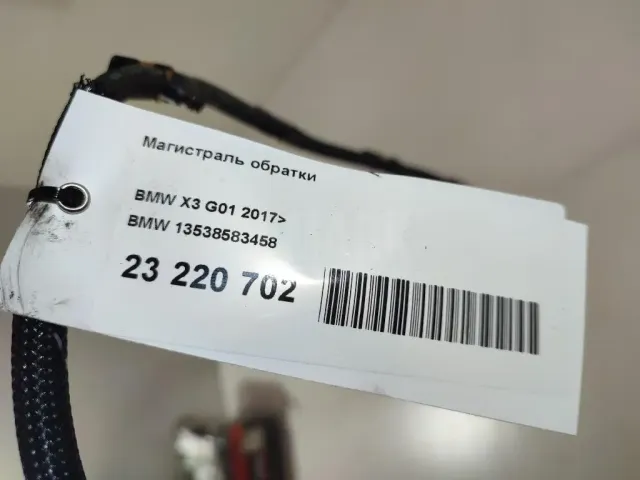 Магистраль обратки
BMW X3 G01 2017>
BMW 13538583458
23 220 702